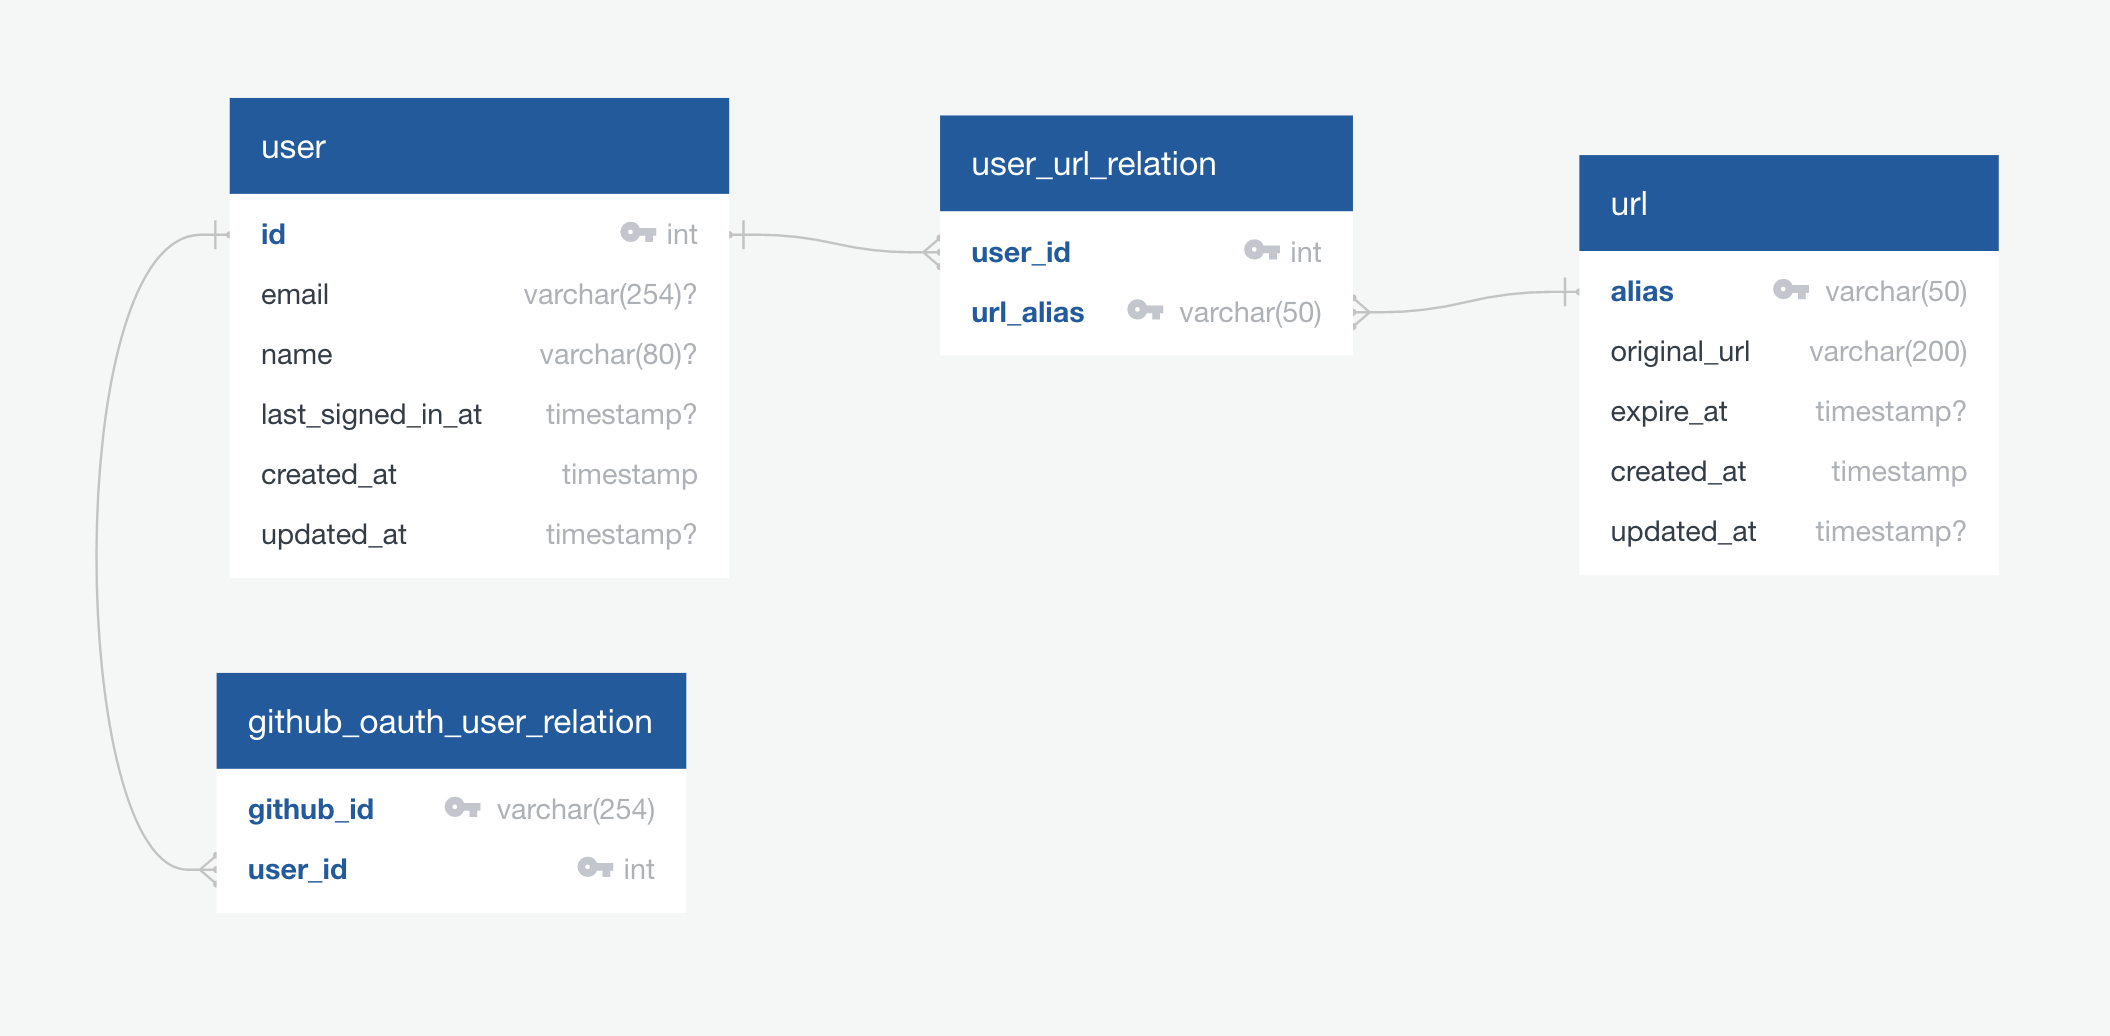 user
id int
email varchar(254)?
name varchar(80)?
last_signed_in_at timestamp?
created_at timestamp
updated_at timestamp?
user_url_relation
user_id int
url_alias varchar(50)
url
alias varchar(50)
original_url varchar(200)
expire_at timestamp?
created_at timestamp
updated_at timestamp?
github_oauth_user_relation
github_id varchar(254)
user_id int